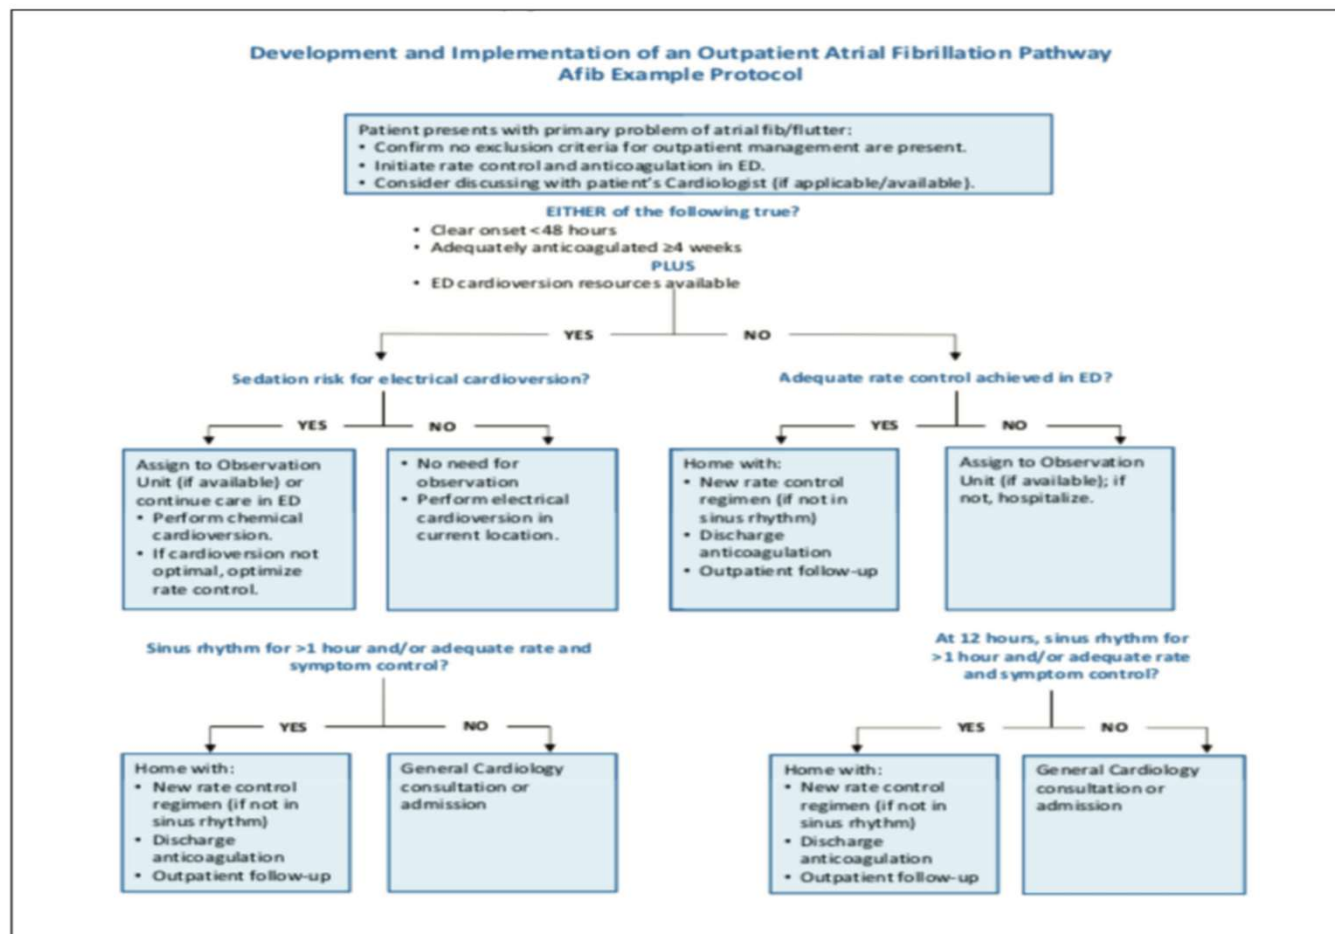 Development and Implementation of an Outpatient Atrial Fibrillation Pathway
Afib Example Protocol
Patient presents with primary problem of atrial fib/flutter:
• Confirm no exclusion criteria for outpatient management are present.
• Initiate rate control and anticoagulation in ED.
• Consider discussing with patient's Cardiologist (if applicable/available).
EITHER of the following true?
• Clear onset <48 hours
• Adequately anticoagulated ≥4 weeks
PLUS
• ED cardioversion resources available
YES
NO
Sedation risk for electrical cardioversion?
YES
NO
Assign to Observation
Unit (if available) or
continue care in ED
• Perform chemical
cardioversion.
• If cardioversion not
optimal, optimize
rate control.
• No need for
observation
• Perform electrical
cardioversion in
current location.
Adequate rate control achieved in ED?
YES
NO
Home with:
• New rate control
regimen (if not in
sinus rhythm)
• Discharge
anticoagulation
• Outpatient follow-up
Assign to Observation
Unit (if available); if
not, hospitalize.
Sinus rhythm for >1 hour and/or adequate rate and
symptom control?
YES
NO
Home with:
• New rate control
regimen (if not in
sinus rhythm)
• Discharge
anticoagulation
• Outpatient follow-up
General Cardiology
consultation or
admission
At 12 hours, sinus rhythm for
>1 hour and/or adequate rate
and symptom control?
YES
NO
Home with:
• New rate control
regimen (if not in
sinus rhythm)
• Discharge
anticoagulation
• Outpatient follow-up
General Cardiology
consultation or
admission